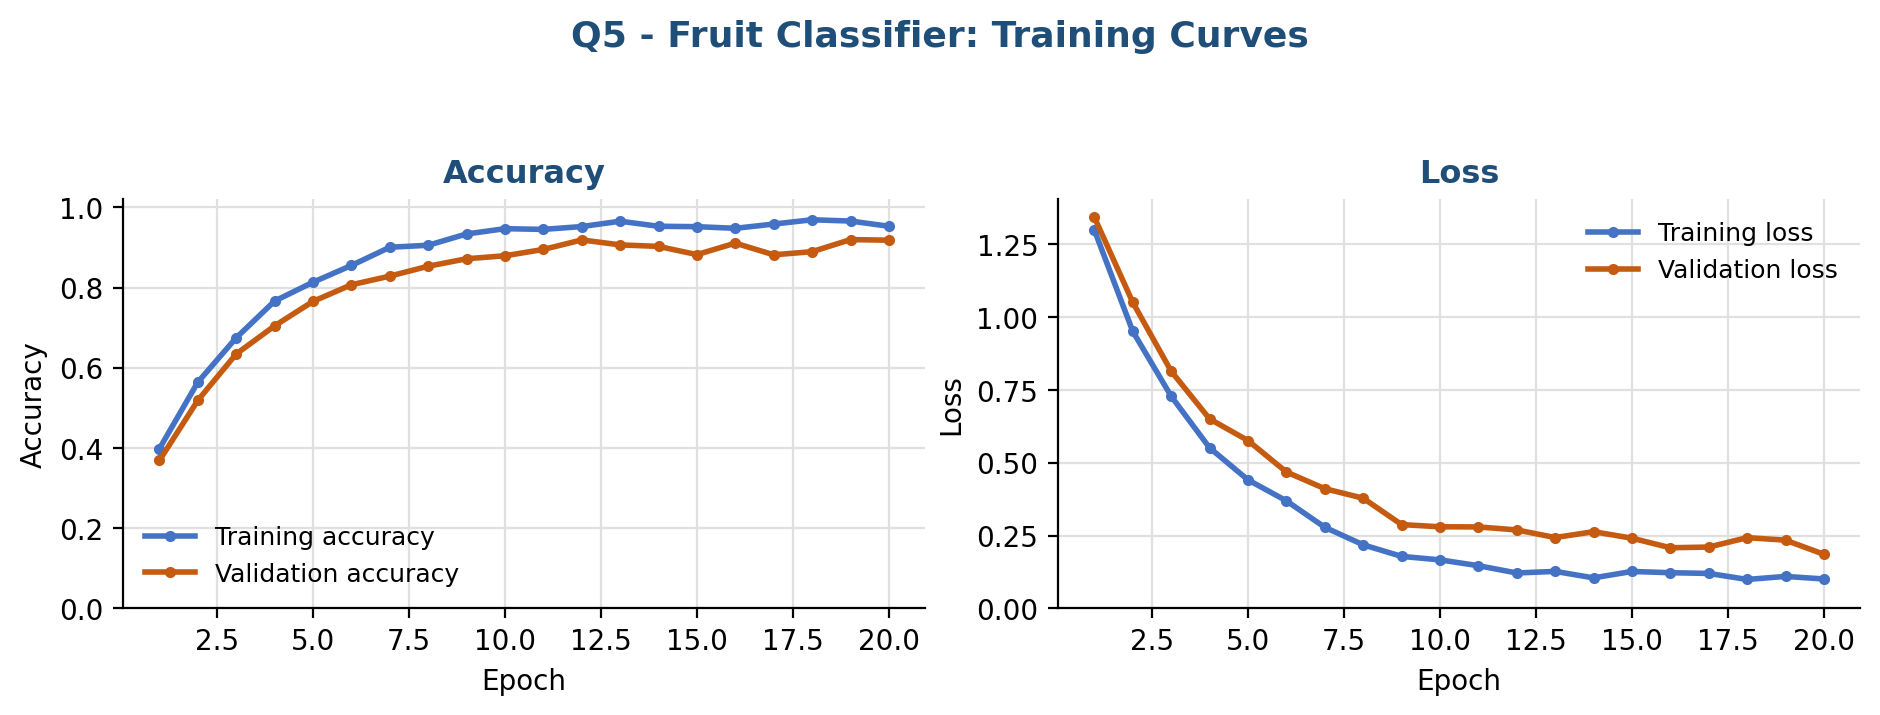 Q5 - Fruit Classifier: Training Curves
Accuracy
Accuracy
1.0
0.8
0.6
0.4
0.2
0.0
Training accuracy
Validation accuracy
2.5 5.0 7.5 10.0 12.5 15.0 17.5 20.0
Epoch
Loss
Loss
1.25
1.00
0.75
0.50
0.25
0.00
Training loss
Validation loss
2.5 5.0 7.5 10.0 12.5 15.0 17.5 20.0
Epoch